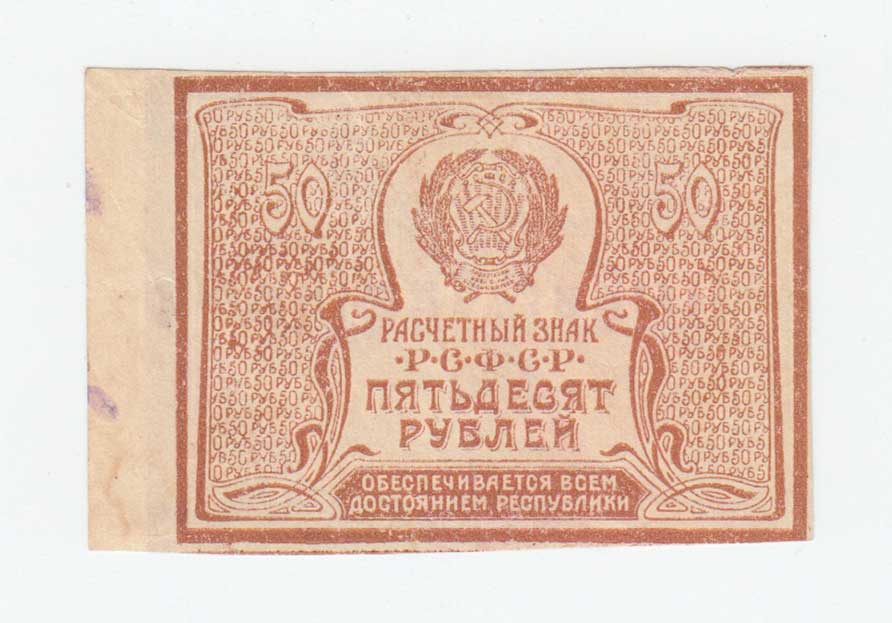 50 50
РАСЧЕТНЫЙ ЗНАК
·Р·С·Ф·С·Р·
ПЯТЬДЕСЯТ
РУБЛЕЙ
ОБЕСПЕЧИВАЕТСЯ ВСЕМ
ДОСТОЯНИЕМ РЕСПУБЛИКИ